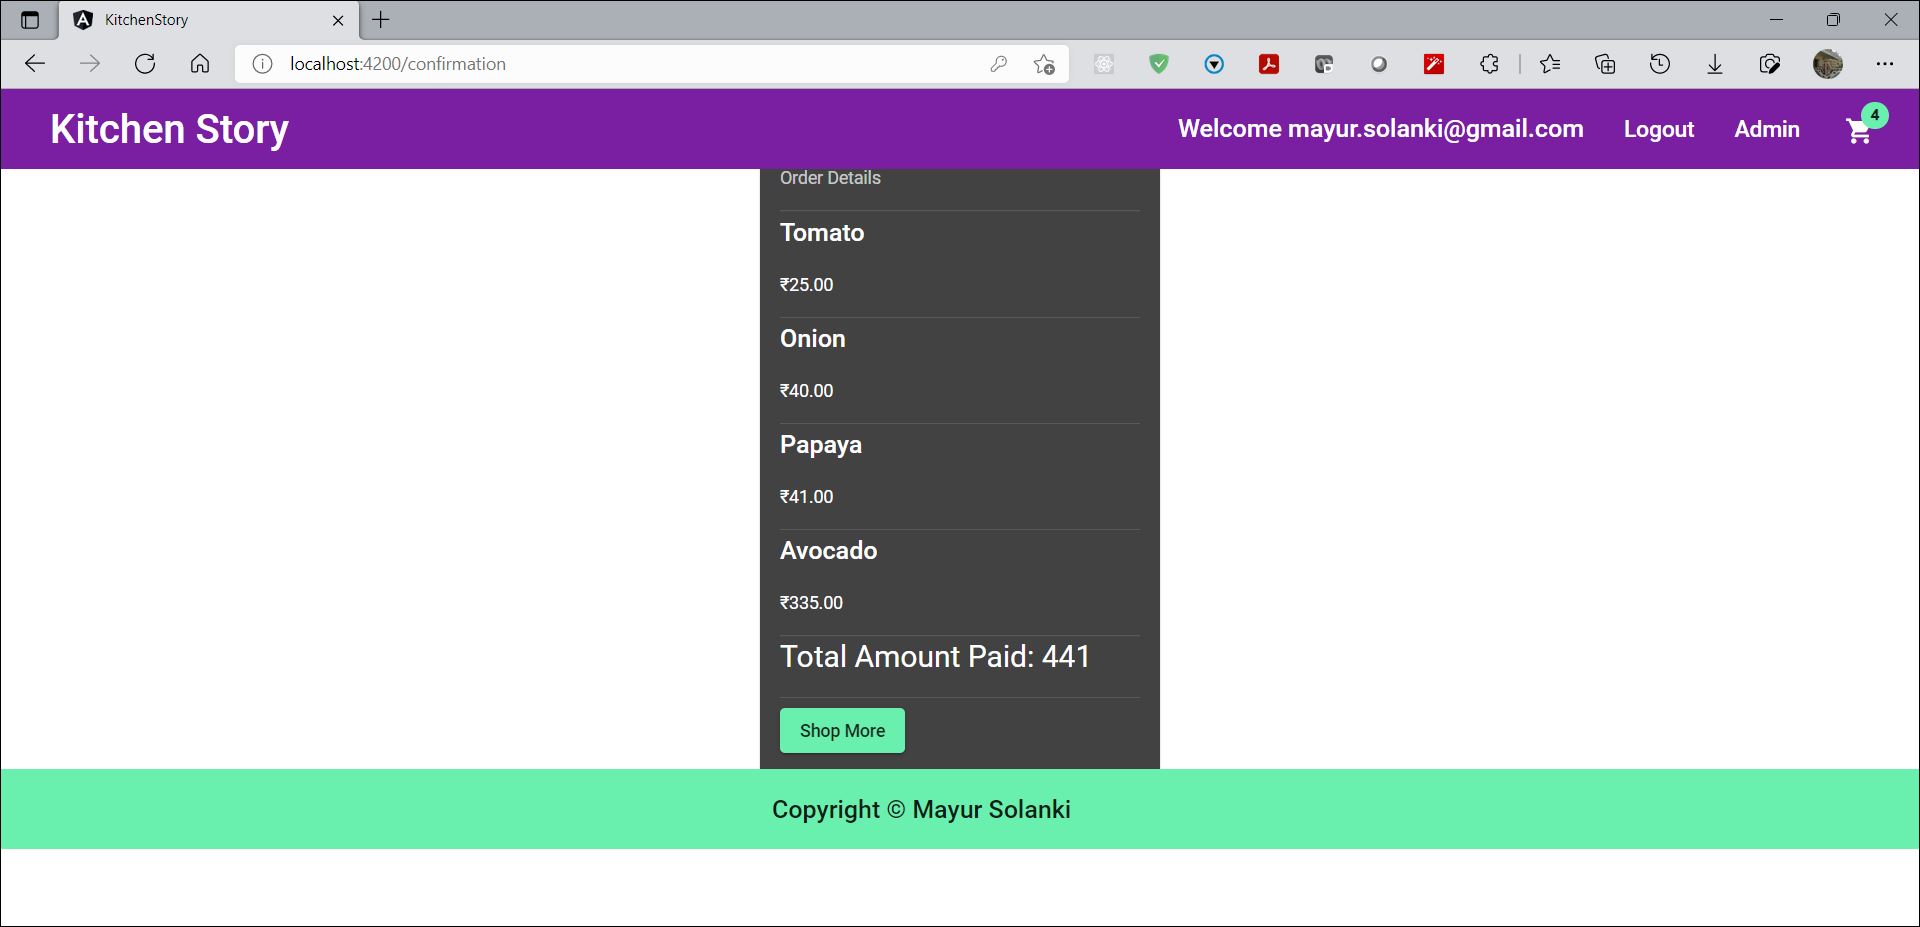 KitchenStory
localhost:4200/confirmation
Kitchen Story
Welcome mayur.solanki@gmail.com
Logout
Admin
4
Order Details
Tomato
₹25.00
Onion
₹40.00
Papaya
₹41.00
Avocado
₹335.00
Total Amount Paid: 441
Shop More
Copyright © Mayur Solanki